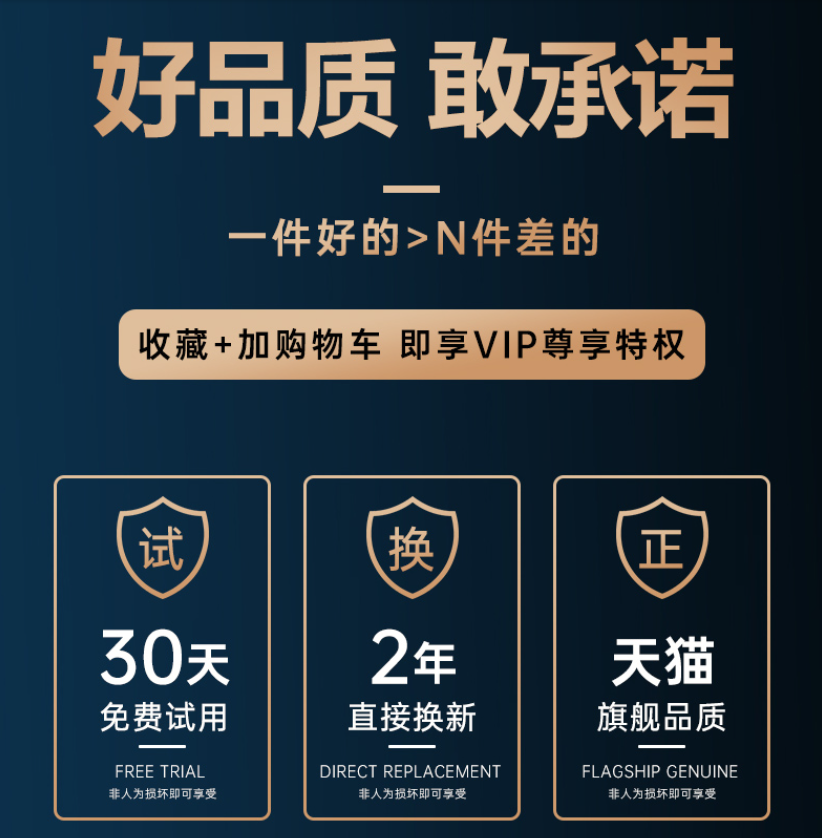 好品质 敢承诺
一件好的>N件差的
收藏+加购物车 即享VIP尊享特权
试
30天
免费试用
FREE TRIAL
非人为损坏即可享受
换
2年
直接换新
DIRECT REPLACEMENT
非人为损坏即可享受
正
天猫
旗舰品质
FLAGSHIP GENUINE
非人为损坏即可享受